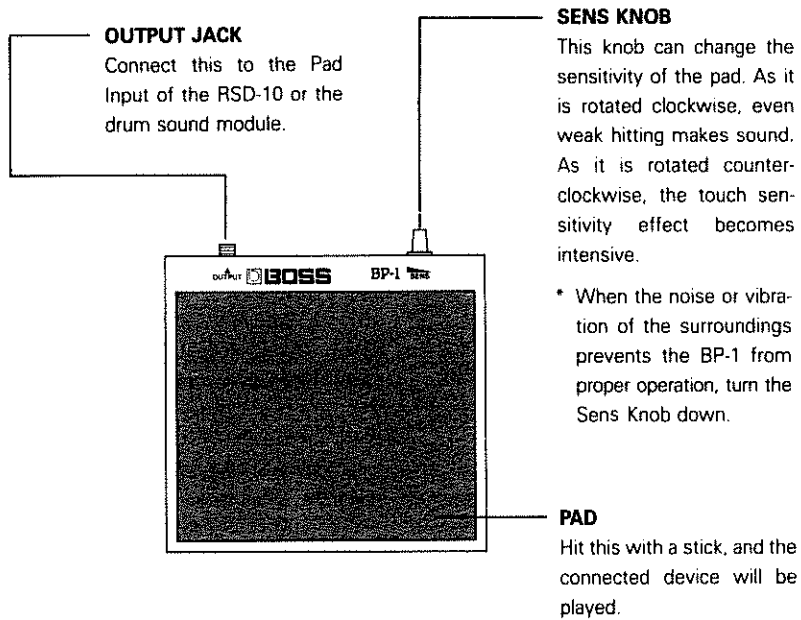 OUTPUT JACK
Connect this to the Pad
Input of the RSD-10 or the
drum sound module.
SENS KNOB
This knob can change the
sensitivity of the pad. As it
is rotated clockwise, even
weak hitting makes sound.
As it is rotated counter-
clockwise, the touch sen-
sitivity effect becomes
intensive.
* When the noise or vibra-
tion of the surroundings
prevents the BP-1 from
proper operation, turn the
Sens Knob down.
OUTPUT BOSS BP-1 SENS
PAD
Hit this with a stick, and the
connected device will be
played.